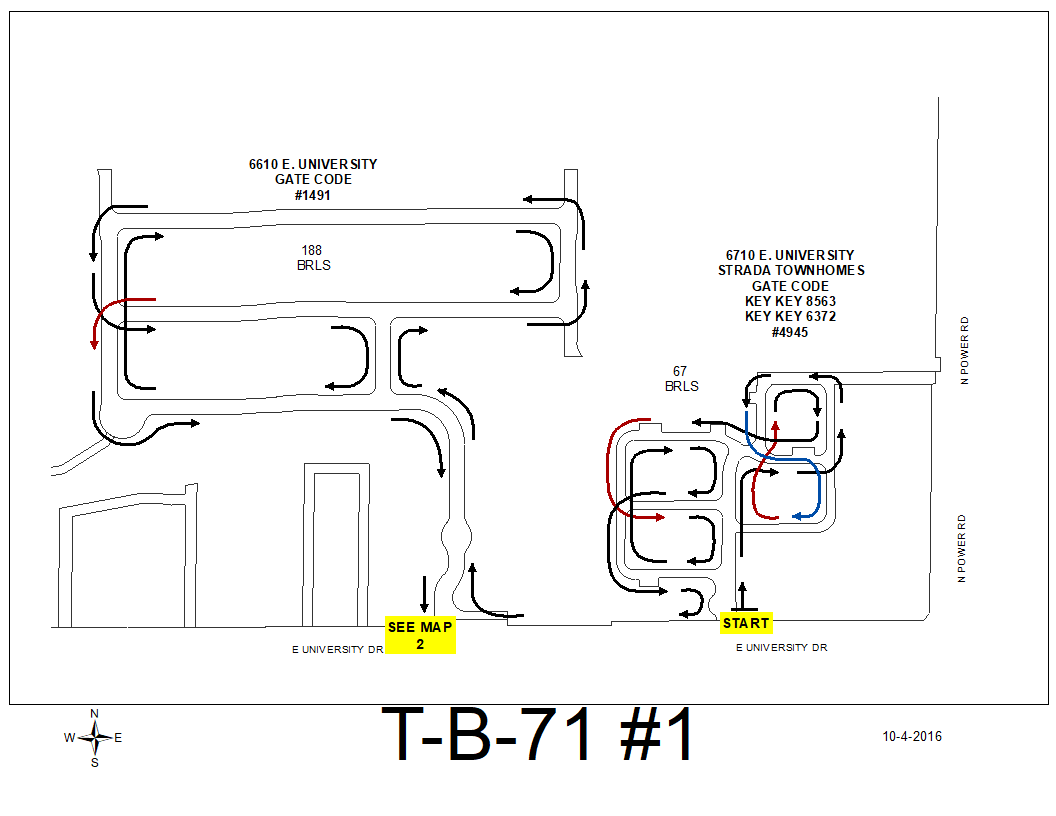 6610 E. UNIVERSITY
GATE CODE
#1491
188
BRLS
6710 E. UNIVERSITY
STRADA TOWNHOMES
GATE CODE
KEY KEY 8563
KEY KEY 6372
#4945
N POWER RD
67
BRLS
N POWER RD
SEE MAP
2
START
E UNIVERSITY DR
E UNIVERSITY DR
T-B-71 #1
N
W E
S
10-4-2016